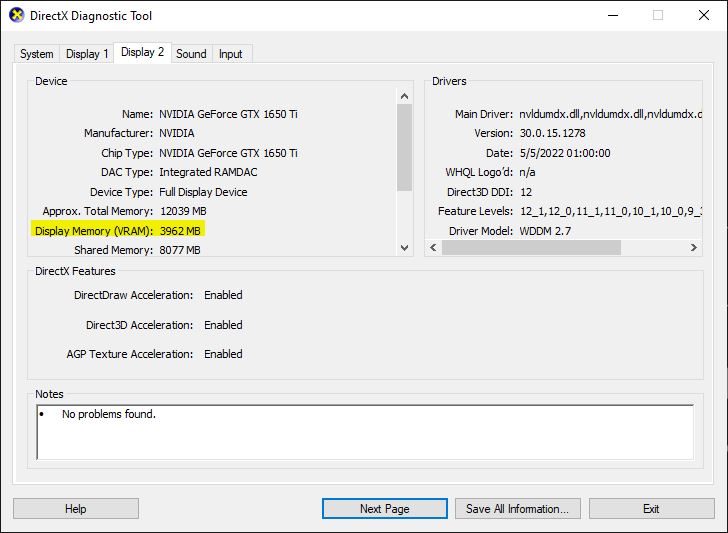 DirectX Diagnostic Tool
System Display 1 Display 2 Sound Input
Device
Name: NVIDIA GeForce GTX 1650 Ti
Manufacturer: NVIDIA
Chip Type: NVIDIA GeForce GTX 1650 Ti
DAC Type: Integrated RAMDAC
Device Type: Full Display Device
Approx. Total Memory: 12039 MB
Display Memory (VRAM): 3962 MB
Shared Memory: 8077 MB
Drivers
Main Driver: nvldumdx.dll,nvldumdx.dll,nvldumdx.d
Version: 30.0.15.1278
Date: 5/5/2022 01:00:00
WHQL Logo'd: n/a
Direct3D DDI: 12
Feature Levels: 12_1,12_0,11_1,11_0,10_1,10_0,9_3
Driver Model: WDDM 2.7
DirectX Features
DirectDraw Acceleration: Enabled
Direct3D Acceleration: Enabled
AGP Texture Acceleration: Enabled
Notes
• No problems found.
Help Next Page Save All Information... Exit